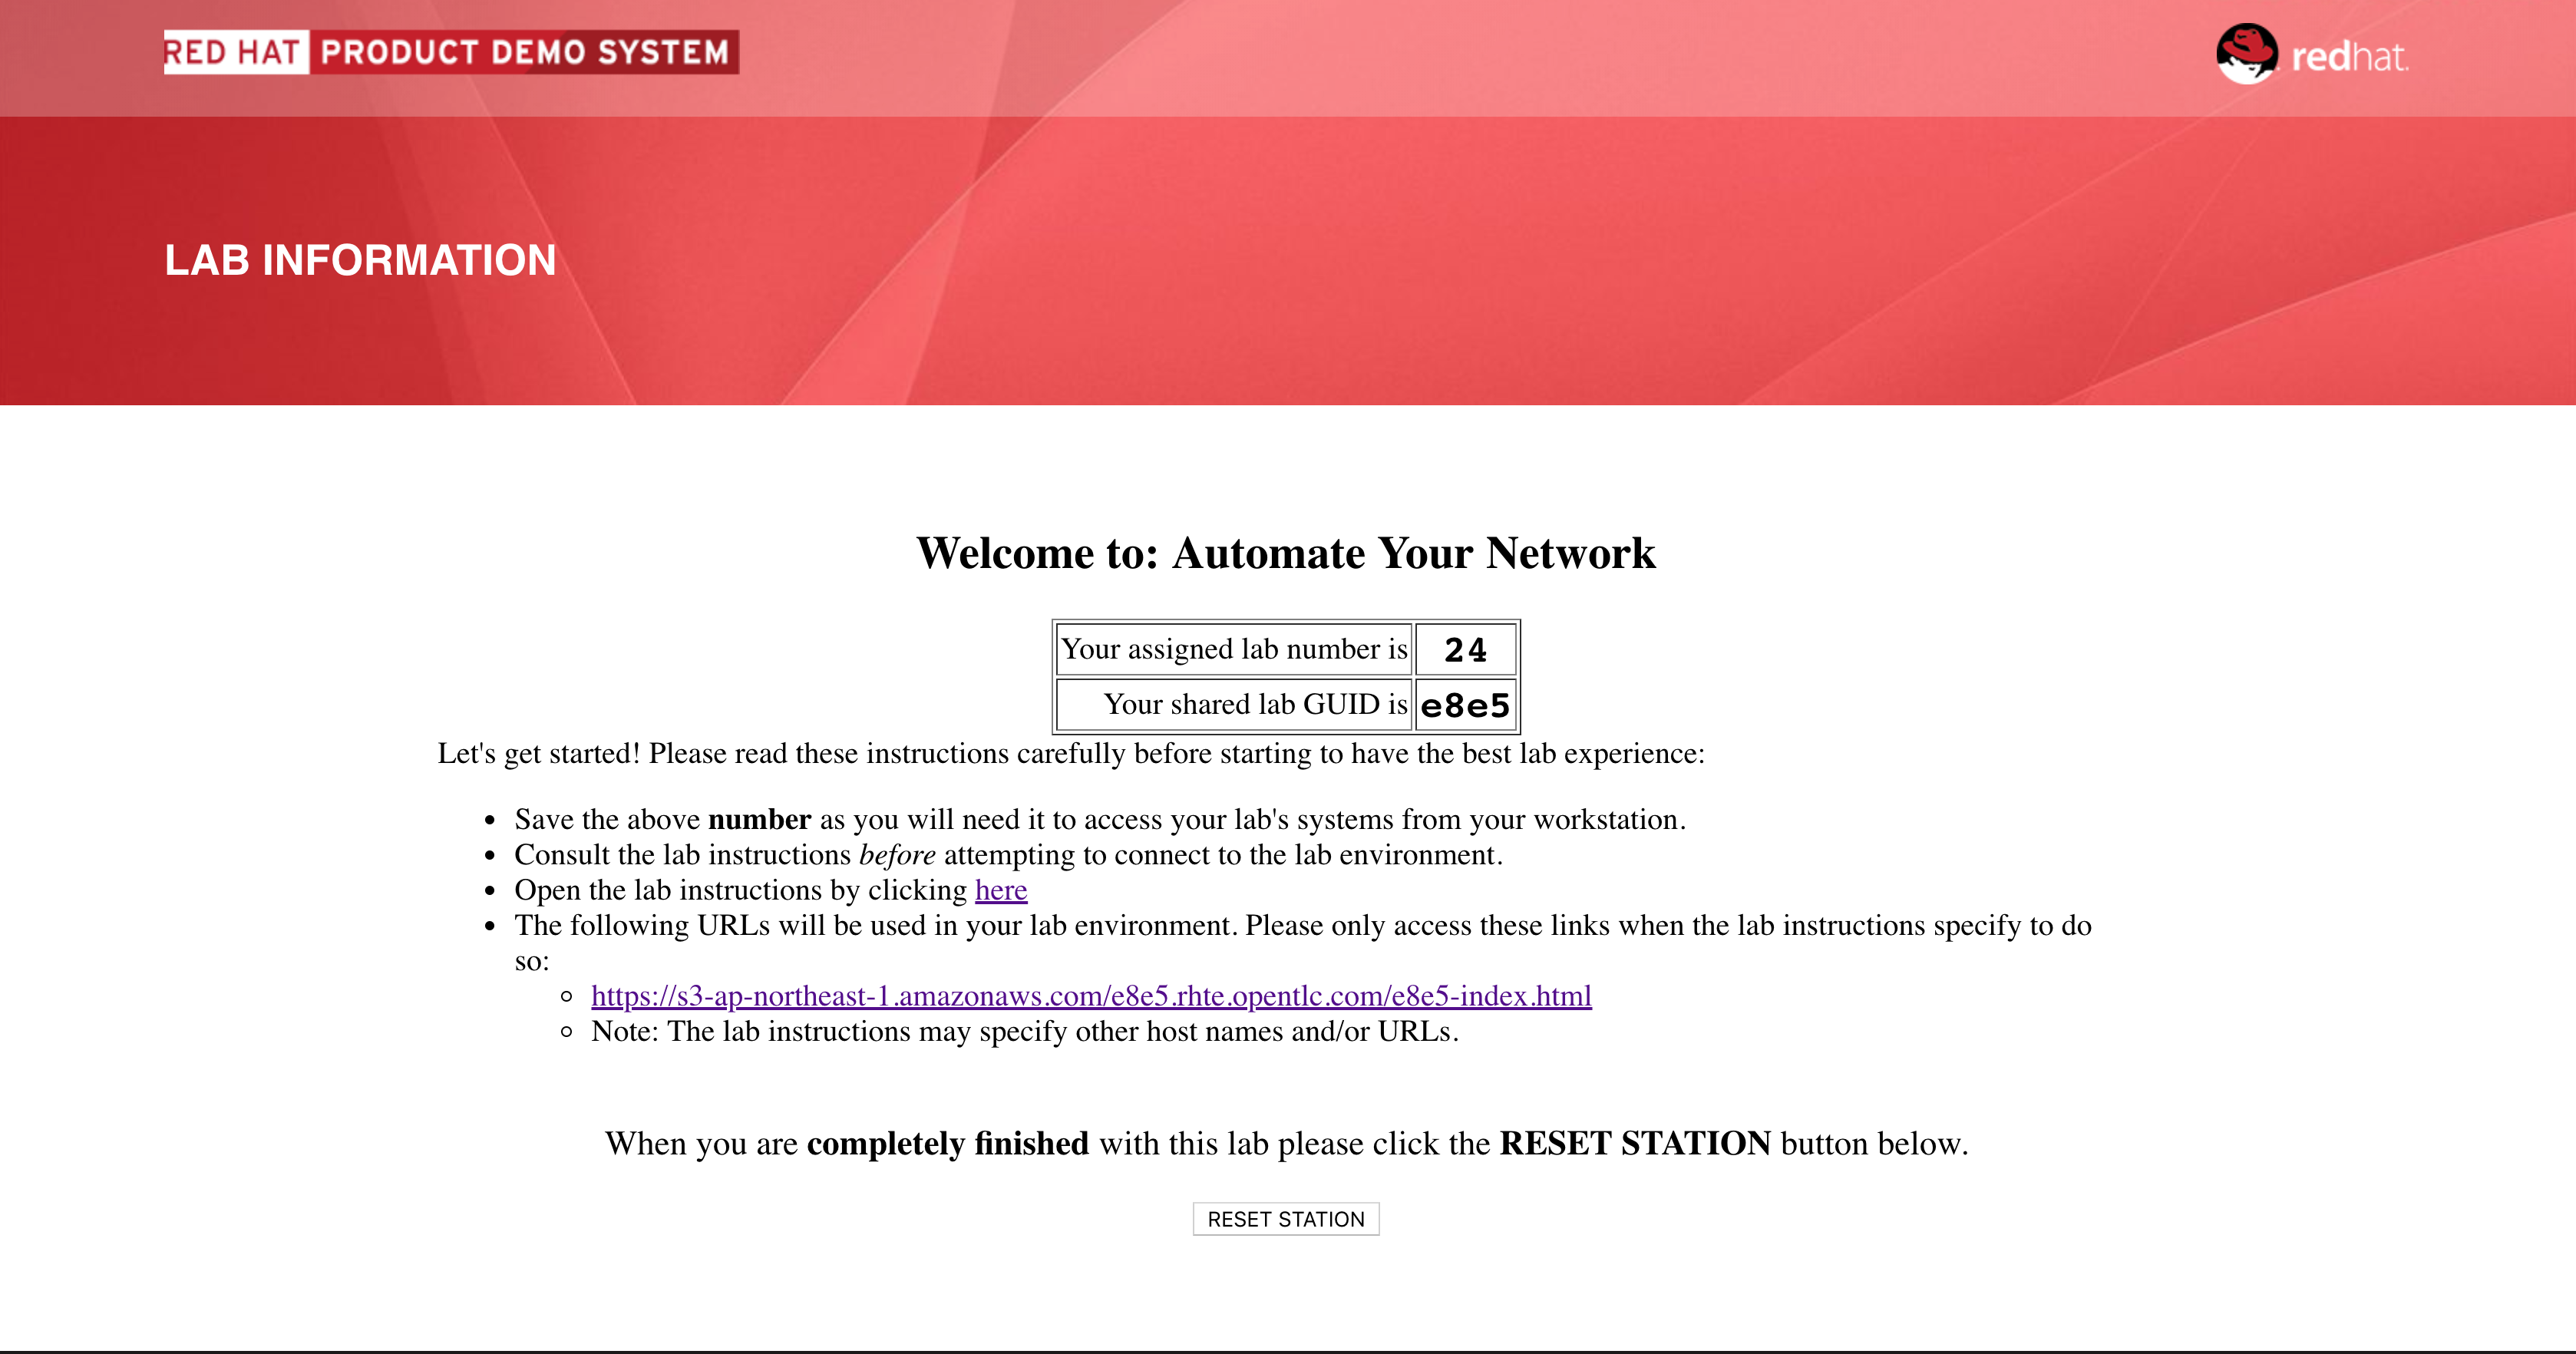 RED HAT PRODUCT DEMO SYSTEM
redhat.
LAB INFORMATION
Welcome to: Automate Your Network
Your assigned lab number is 24
Your shared lab GUID is e8e5
Let's get started! Please read these instructions carefully before starting to have the best lab experience:
Save the above number as you will need it to access your lab's systems from your workstation.
Consult the lab instructions before attempting to connect to the lab environment.
Open the lab instructions by clicking here
The following URLs will be used in your lab environment. Please only access these links when the lab instructions specify to do
so:
https://s3-ap-northeast-1.amazonaws.com/e8e5.rhte.opentlc.com/e8e5-index.html
Note: The lab instructions may specify other host names and/or URLs.
When you are completely finished with this lab please click the RESET STATION button below.
RESET STATION